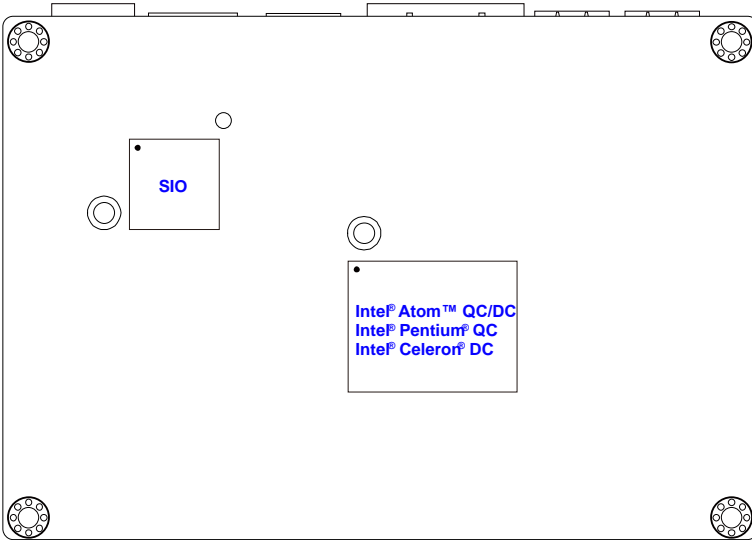 SIO
Intel® Atom™ QC/DC
Intel® Pentium® QC
Intel® Celeron® DC